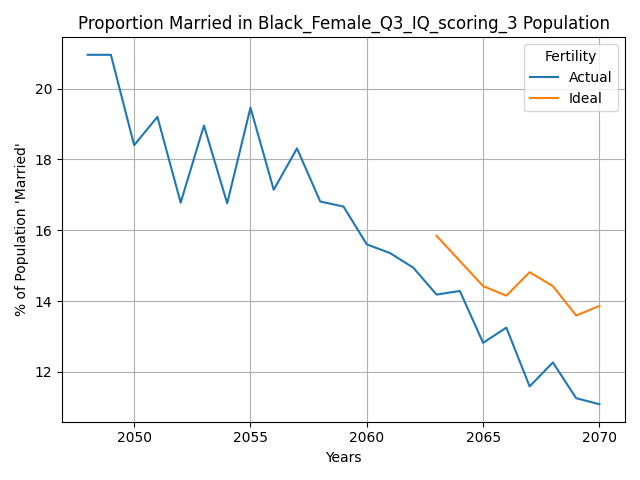 Proportion Married in Black_Female_Q3_IQ_scoring_3 Population
Fertility
Actual
Ideal
% of Population 'Married'
20
18
16
14
12
2050
2055
2060
2065
2070
Years